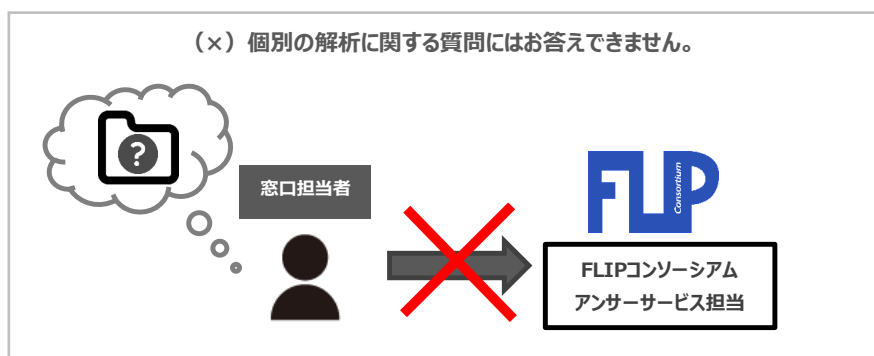 （×）個別の解析に関する質問にはお答えできません。
?
窓口担当者
FLIP
Consortium
FLIPコンソーシアム
アンサーサービス担当